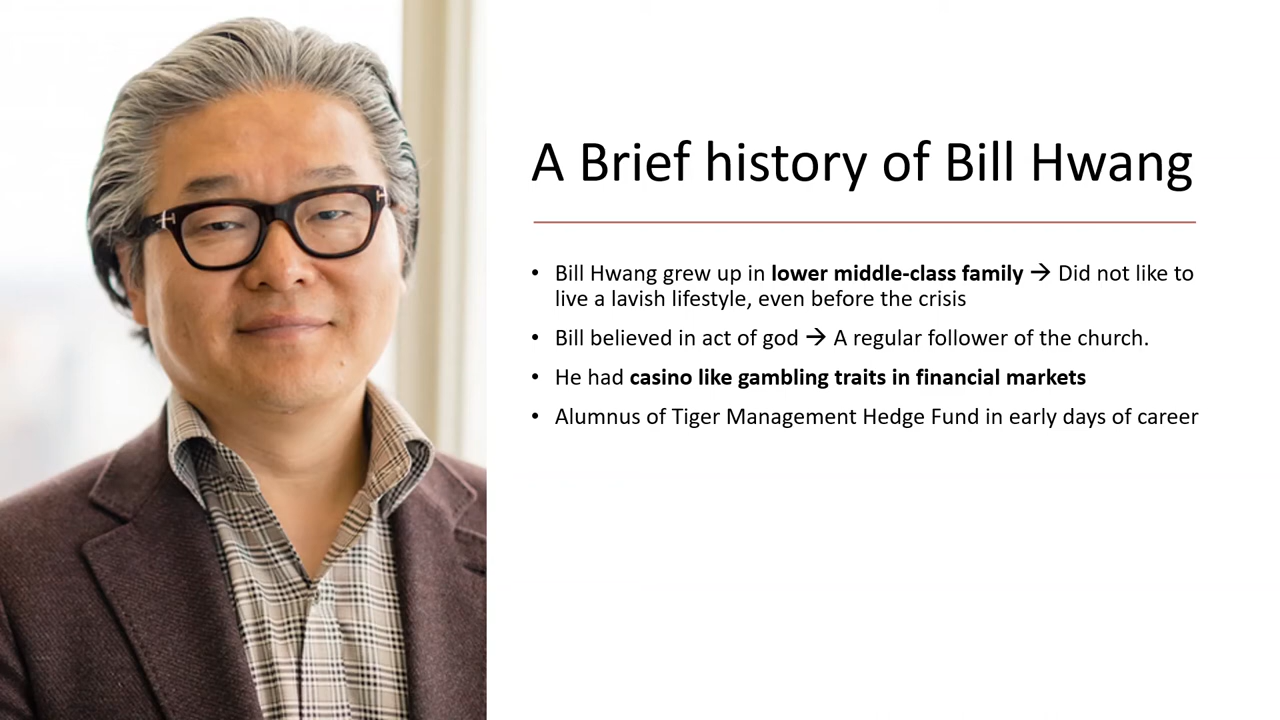 A Brief history of Bill Hwang
• Bill Hwang grew up in lower middle-class family → Did not like to
live a lavish lifestyle, even before the crisis
• Bill believed in act of god → A regular follower of the church.
• He had casino like gambling traits in financial markets
• Alumnus of Tiger Management Hedge Fund in early days of career